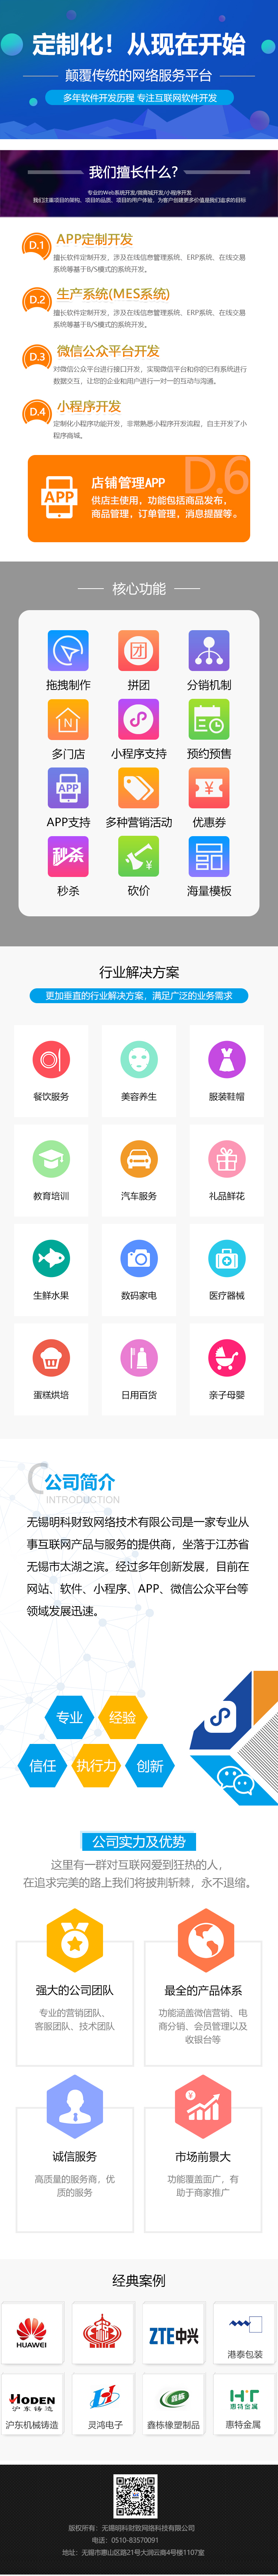 定制化！从现在开始
颠覆传统的网络服务平台
多年软件开发历程 专注互联网软件开发
我们擅长什么?
专业的Web系统开发/微商城开发/小程序开发
我们注重项目的架构、项目的品质、项目的用户体验，为客户创建更多价值是我们追求的目标
D.1
APP定制开发
擅长软件定制开发，涉及在线信息管理系统、ERP系统、在线交易
系统等基于B/S模式的系统开发。
D.2
生产系统(MES系统)
擅长软件定制开发，涉及在线信息管理系统、ERP系统、在线交易
系统等基于B/S模式的系统开发。
D.3
微信公众平台开发
对微信公众平台进行接口开发，实现微信平台和你的已有系统进行
数据交互，让您的企业和用户进行一对一的互动与沟通。
D.4
小程序开发
定制化小程序功能开发，非常熟悉小程序开发流程，自主开发了小
程序商城。
D.6
APP
店铺管理APP
供店主使用，功能包括商品发布，
商品管理，订单管理，消息提醒等。
核心功能
团
拖拽制作 拼团 分销机制
N
多门店 小程序支持 预约预售
APP
APP支持 多种营销活动 优惠券
秒杀
秒杀 砍价 海量模板
行业解决方案
更加垂直的行业解决方案，满足广泛的业务需求
餐饮服务 美容养生 服装鞋帽
教育培训 汽车服务 礼品鲜花
生鲜水果 数码家电 医疗器械
蛋糕烘培 日用百货 亲子母婴
公司简介
INTRODUCTION
无锡明科财致网络技术有限公司是一家专业从
事互联网产品与服务的提供商，坐落于江苏省
无锡市太湖之滨。经过多年创新发展，目前在
网站、软件、小程序、APP、微信公众平台等
领域发展迅速。
专业 经验
信任 执行力 创新
公司实力及优势
这里有一群对互联网爱到狂热的人，
在追求完美的路上我们将披荆斩棘，永不退缩。
强大的公司团队
专业的营销团队、
客服团队、技术团队
最全的产品体系
功能涵盖微信营销、电
商分销、会员管理以及
收银台等
诚信服务
高质量的服务商，优
质的服务
市场前景大
功能覆盖面广，有
助于商家推广
经典案例
HUAWEI
ZTE中兴
港泰包装
HODEN
沪东铸造
鑫栋
HT
惠特金属
沪东机械铸造 灵鸿电子 鑫栋橡塑制品 惠特金属
版权所有：无锡明科财致网络科技有限公司
电话：0510-83570091
地址：无锡市惠山区路21号大润云商4号楼1107室